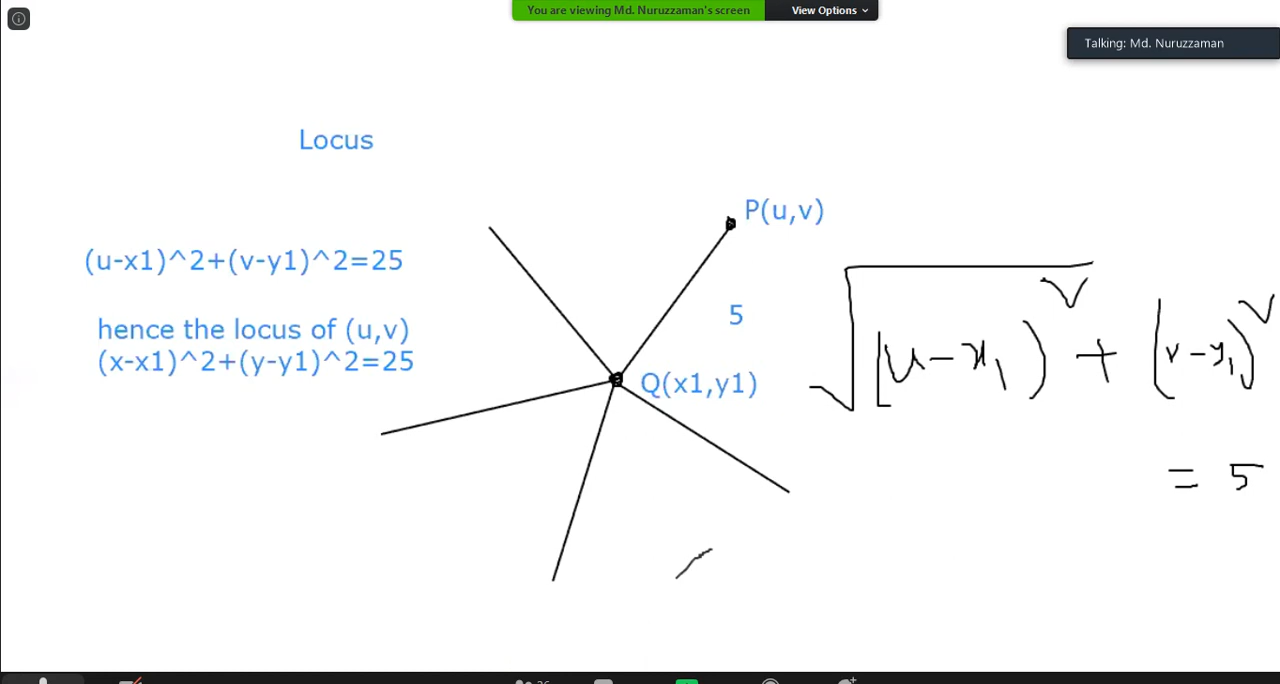 You are viewing Md. Nuruzzaman's screen
View Options
Talking: Md. Nuruzzaman
Locus
P(u,v)
(u-x1)^2+(v-y1)^2=25
5
hence the locus of (u,v)
(x-x1)^2+(y-y1)^2=25
Q(x1,y1)
√(u-x₁)²+(v-y₁)²
= 5